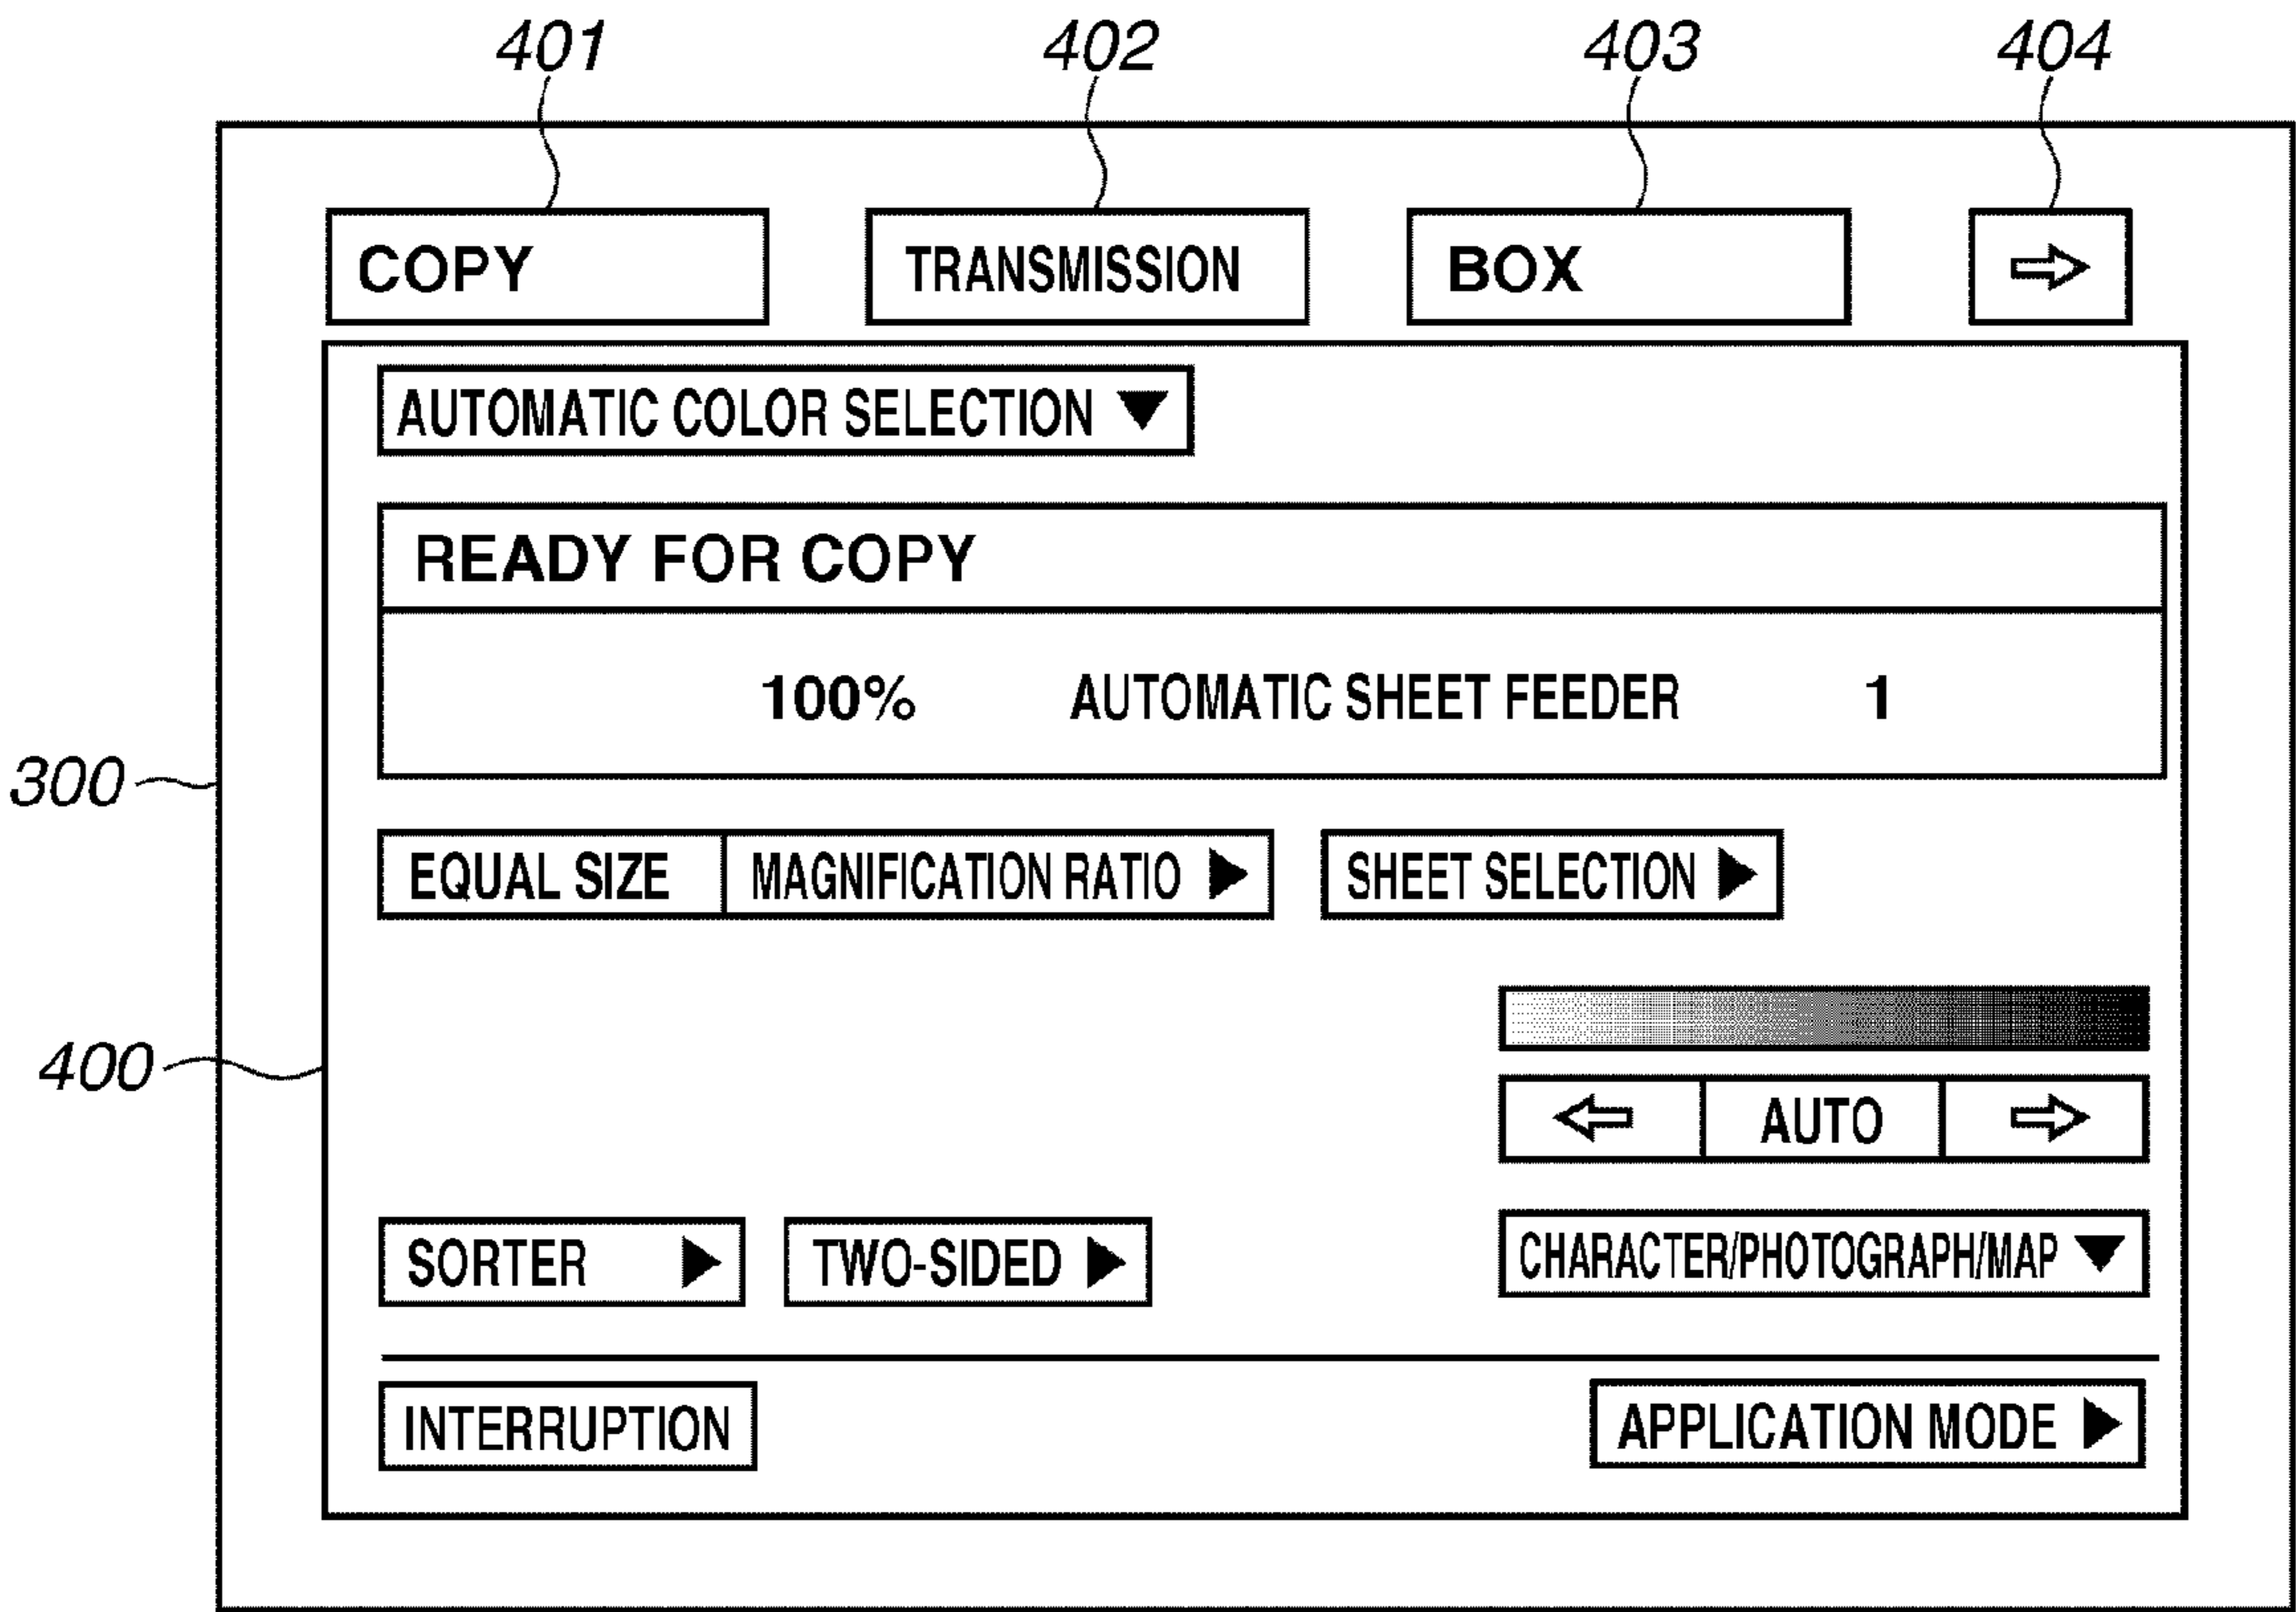 401 402 403 404
COPY TRANSMISSION BOX
AUTOMATIC COLOR SELECTION
READY FOR COPY
100% AUTOMATIC SHEET FEEDER 1
300
EQUAL SIZE MAGNIFICATION RATIO SHEET SELECTION
400
AUTO
SORTER TWO-SIDED CHARACTER/PHOTOGRAPH/MAP
INTERRUPTION APPLICATION MODE